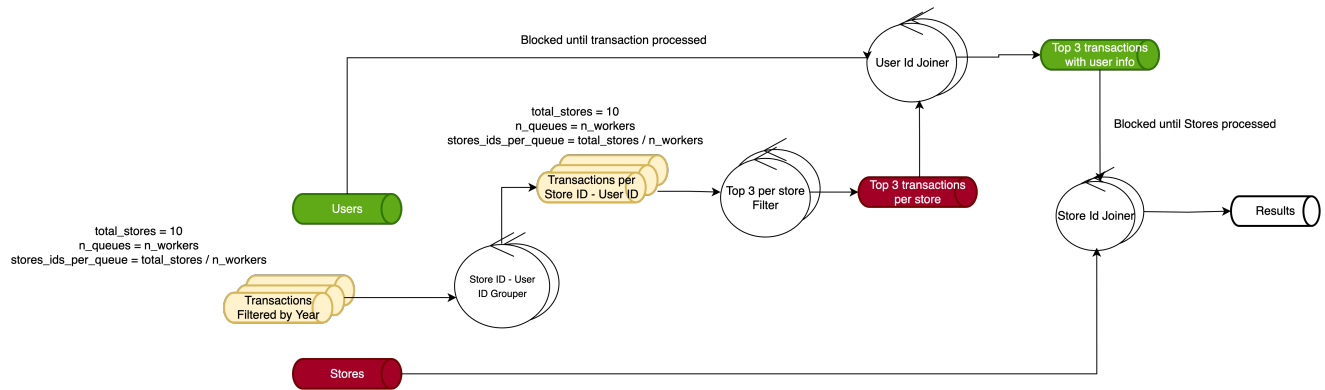 Blocked until transaction processed
User Id Joiner
Top 3 transactions
with user info
total_stores = 10
n_queues = n_workers
stores_ids_per_queue = total_stores / n_workers
Blocked until Stores processed
Transactions per
Store ID - User ID
Top 3 per store
Filter
Top 3 transactions
per store
Users
Store Id Joiner
Results
total_stores = 10
n_queues = n_workers
stores_ids_per_queue = total_stores / n_workers
Store ID - User
ID Grouper
Transactions
Filtered by Year
Stores